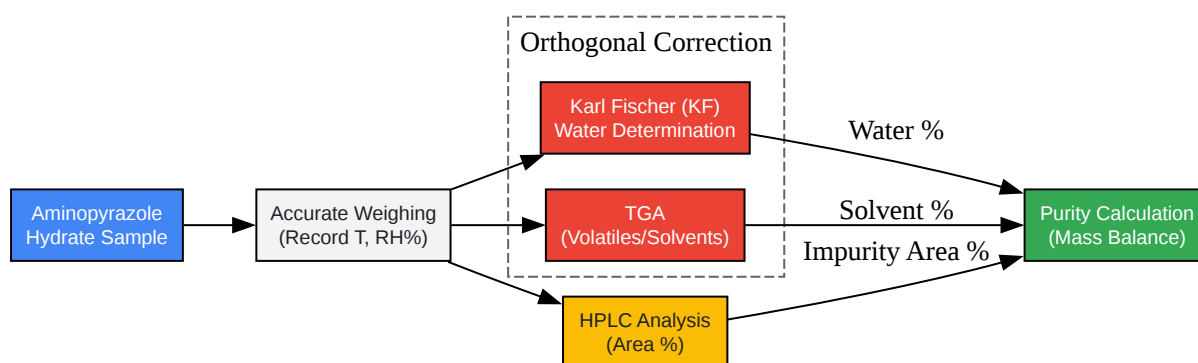 Orthogonal Correction
Karl Fischer (KF)
Water Determination
Water %
Aminopyrazole
Hydrate Sample
Accurate Weighing
(Record T, RH%)
TGA
(Volatiles/Solvents)
Solvent %
Purity Calculation
(Mass Balance)
Impurity Area %
HPLC Analysis
(Area %)